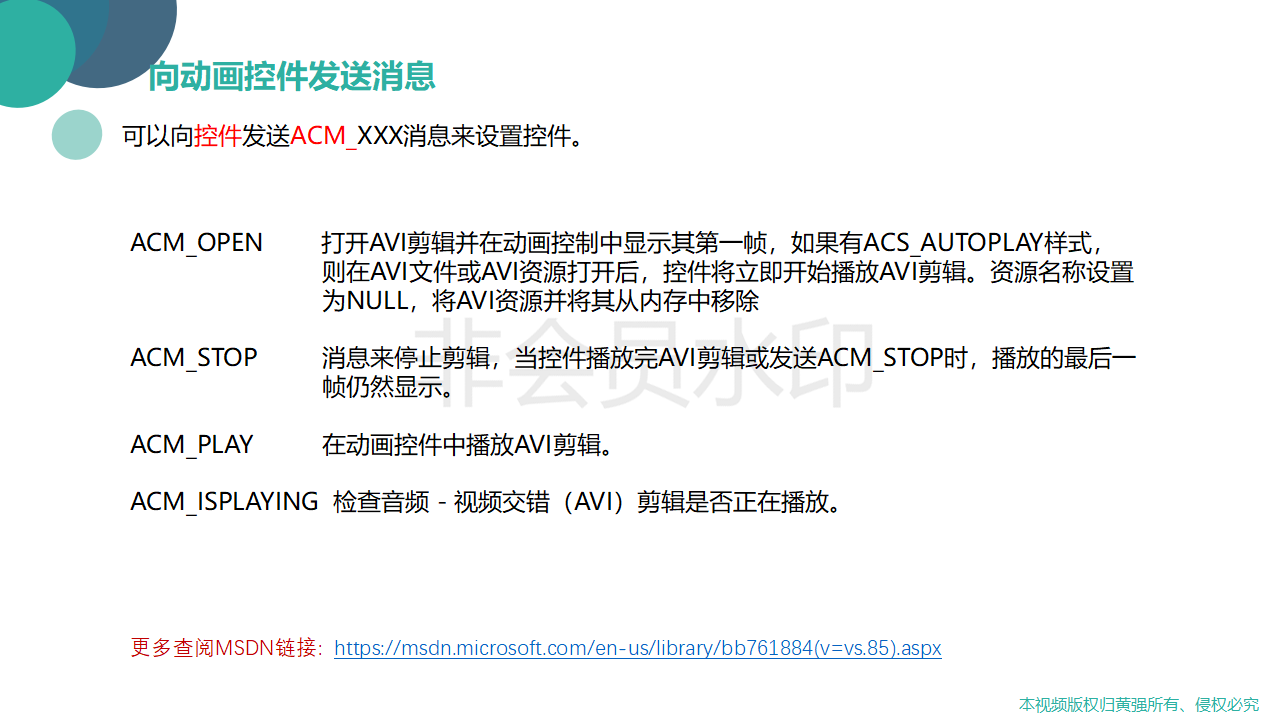 向动画控件发送消息
可以向控件发送ACM_XXX消息来设置控件。
ACM_OPEN 打开AVI剪辑并在动画控制中显示其第一帧，如果有ACS_AUTOPLAY样式，
则在AVI文件或AVI资源打开后，控件将立即开始播放AVI剪辑。资源名称设置
为NULL，将AVI资源并将其从内存中移除
非会员水印
ACM_STOP 消息来停止剪辑，当控件播放完AVI剪辑或发送ACM_STOP时，播放的最后一
帧仍然显示。
ACM_PLAY 在动画控件中播放AVI剪辑。
ACM_ISPLAYING 检查音频 - 视频交错（AVI）剪辑是否正在播放。
更多查阅MSDN链接: https://msdn.microsoft.com/en-us/library/bb761884(v=vs.85).aspx
本视频版权归黄强所有、侵权必究